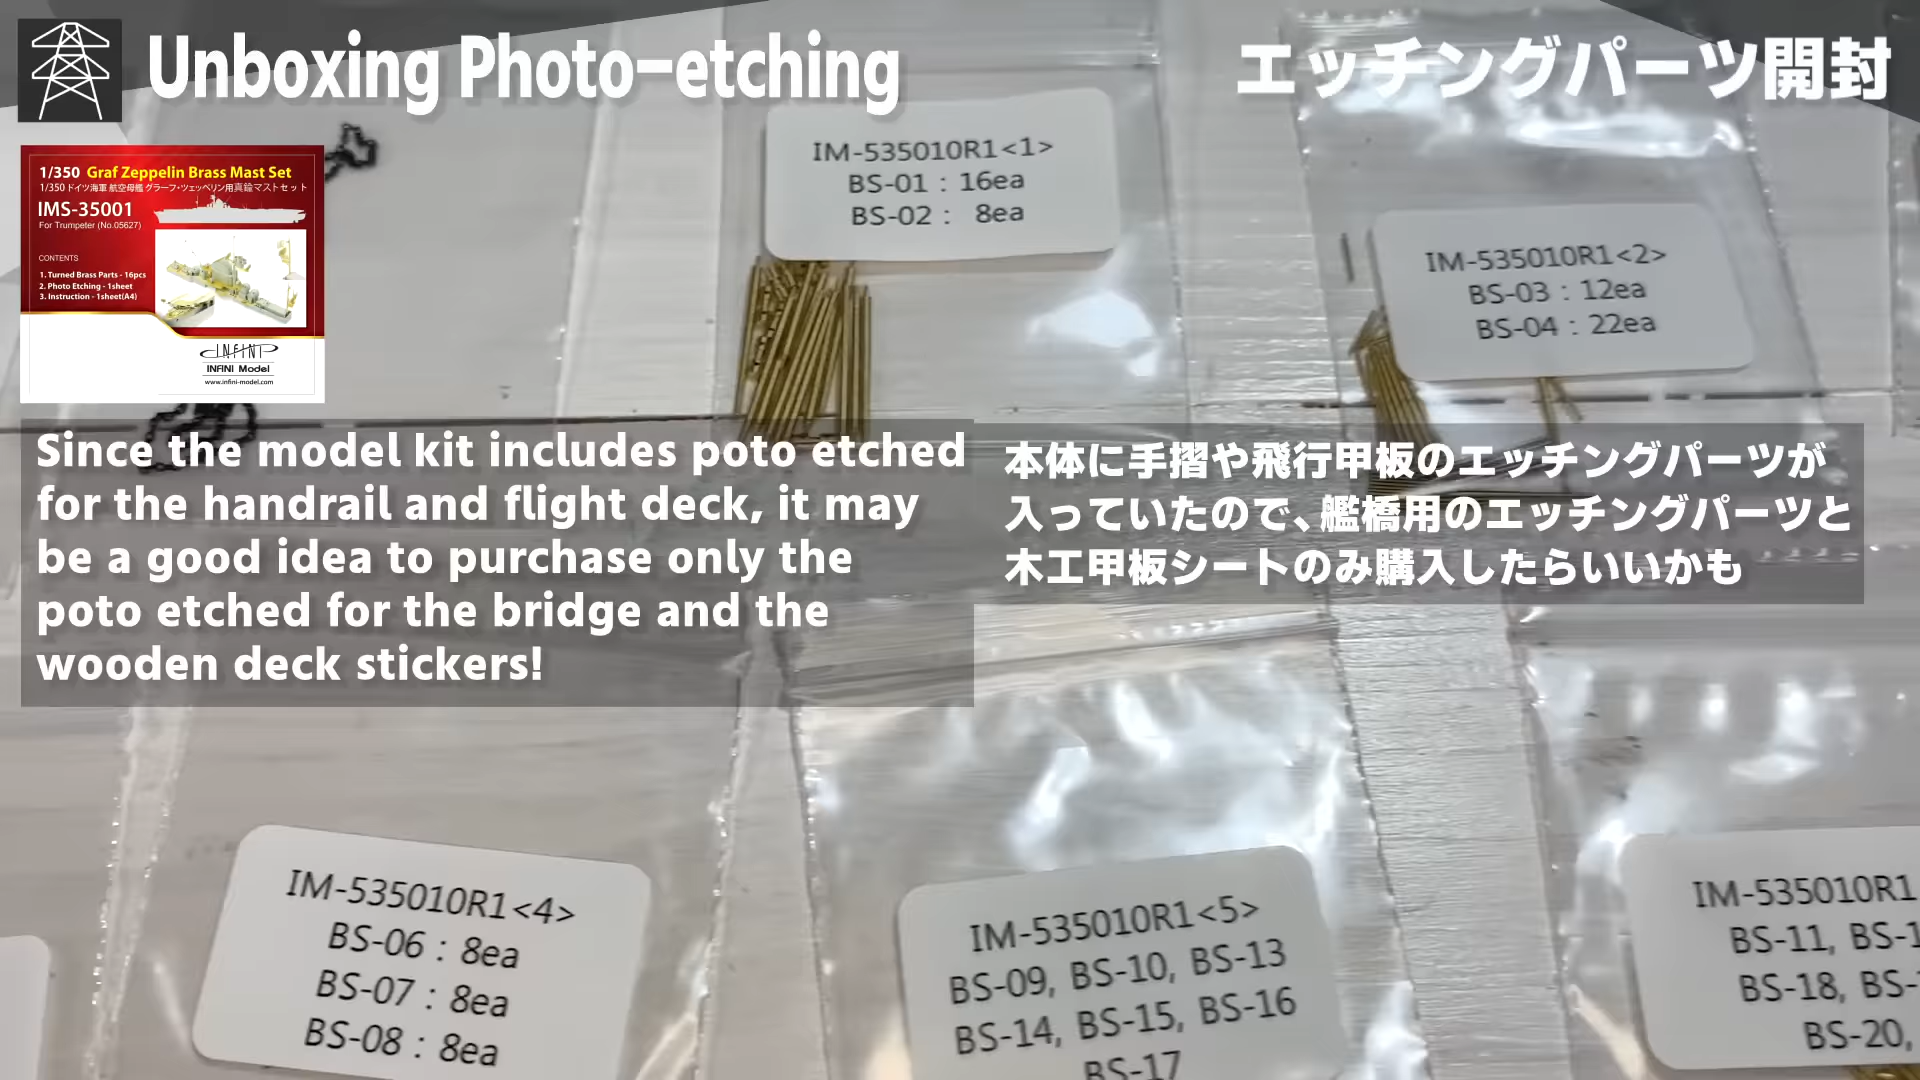 Unboxing Photo-etching
エッチングパーツ開封
1/350 Graf Zeppelin Brass Mast Set
1/350 ドイツ海軍 航空母艦 グラーフ・ツェッペリン用真鍮マストセット
IMS-35001
For Trumpeter (No.05627)
CONTENTS
1. Turned Brass Parts - 16pcs
2. Photo Etching - 1sheet
3. Instruction - 1sheet(A4)
INFINI
INFINI Model
www.infini-model.com
IM-535010R1<1>
BS-01 : 16ea
BS-02 : 8ea
IM-535010R1<2>
BS-03 : 12ea
BS-04 : 22ea
Since the model kit includes poto etched
for the handrail and flight deck, it may
be a good idea to purchase only the
poto etched for the bridge and the
wooden deck stickers!
本体に手摺や飛行甲板のエッチングパーツが
入っていたので、艦橋用のエッチングパーツと
木工甲板シートのみ購入したらいいかも
IM-535010R1<4>
BS-06 : 8ea
BS-07 : 8ea
BS-08 : 8ea
IM-535010R1<5>
BS-09, BS-10, BS-13
BS-14, BS-15, BS-16
BS-17
IM-535010R1
BS-11, BS-1
BS-18, BS-
BS-20,